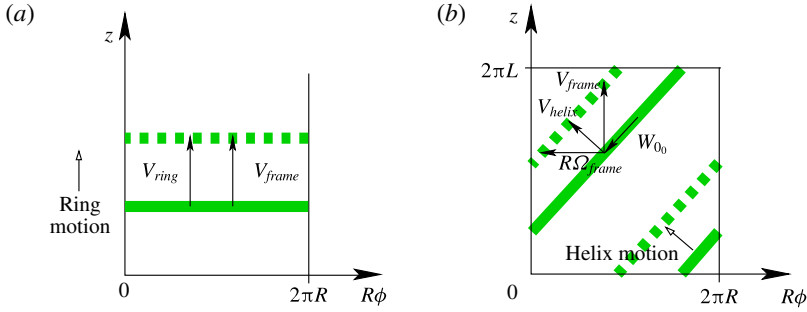 (a)
z
V_ring
V_frame
Ring
motion
0
2πR
Rϕ
(b)
z
2πL
V_frame
V_helix
W_0_0
RΩ_frame
Helix motion
0
2πR
Rϕ